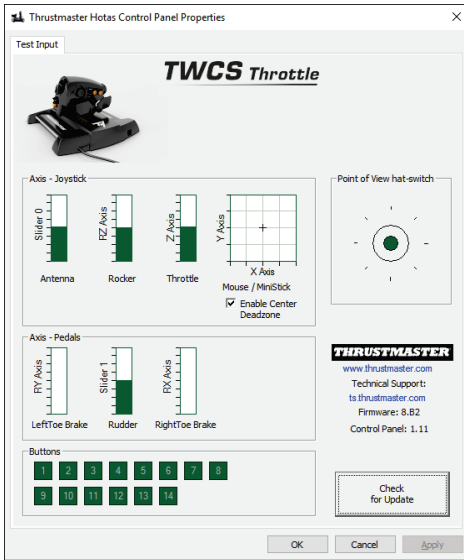 Thrustmaster Hotas Control Panel Properties
Test Input
TWCS Throttle
Axis - Joystick
Slider 0
RZ Axis
Z Axis
Y Axis
X Axis
Antenna
Rocker
Throttle
Mouse / MiniStick
Enable Center
Deadzone
Point of View hat-switch
Axis - Pedals
RY Axis
Slider 1
RX Axis
LeftToe Brake
Rudder
RightToe Brake
THRUSTMASTER
www.thrustmaster.com
Technical Support:
ts.thrustmaster.com
Firmware: 8.B2
Control Panel: 1.11
Buttons
1 2 3 4 5 6 7 8
9 10 11 12 13 14
Check
for Update
OK Cancel Apply